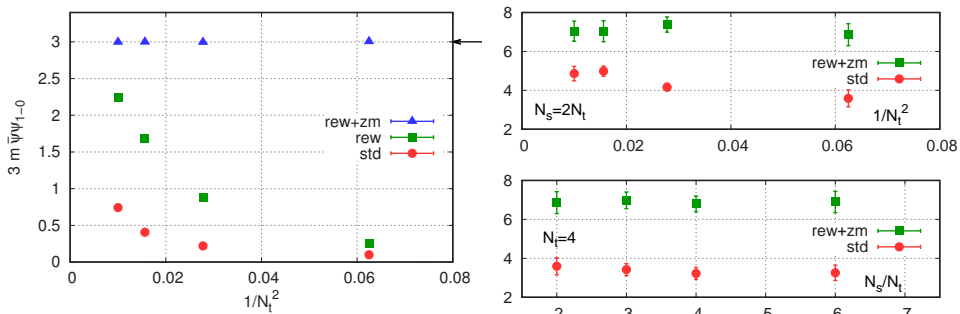 3.5
3
2.5
2
1.5
1
0.5
0
3 m ψ̄ψ₁₋₀
rew+zm
rew
std
0 0.02 0.04 0.06 0.08
1/Nₜ²
8
6
4
2
rew+zm
std
Nₛ=2Nₜ
1/Nₜ²
0 0.02 0.04 0.06 0.08
8
6
4
2
Nₜ=4
rew+zm
std
Nₛ/Nₜ
2 3 4 5 6 7